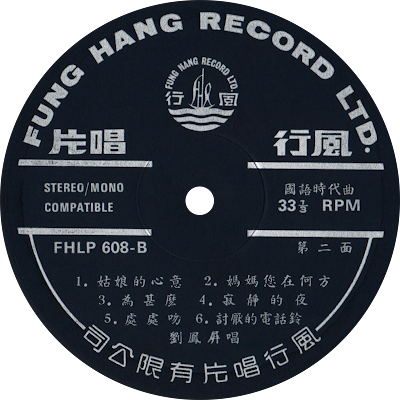 FUNG HANG RECORD LTD.
FUNG HANG RECORD LTD.
行風
FHR
片唱 行風
STEREO/MONO
COMPATIBLE
國語時代曲
33⅓ RPM
FHLP 608-B
第二面
1. 姑娘的心意 2. 媽媽您在何方
3. 為甚麼 4. 寂靜的夜
5. 處處吻 6. 討厭的電話鈴
劉鳳屏唱
司公限有片唱行風